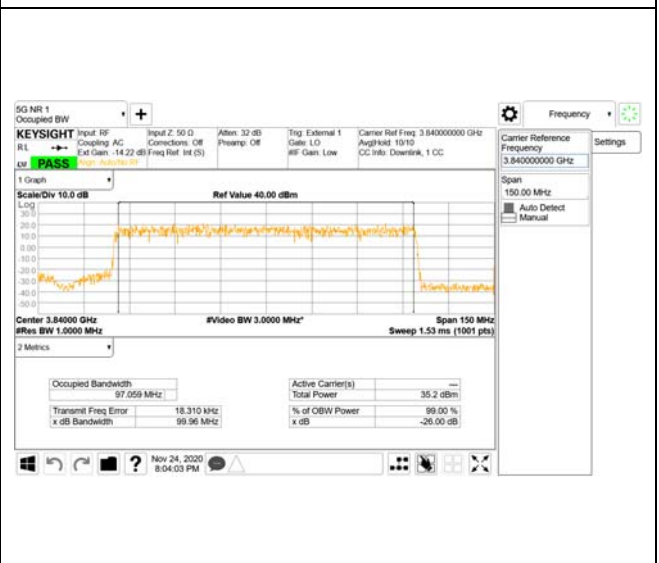 5G NR 1
Occupied BW
Frequency
KEYSIGHT Input: RF Input Z: 50 Ω Atten: 32 dB Trig: External 1 Carrier Ref Freq: 3.840000000 GHz
RL Coupling: AC Corrections: Off Preamp: Off Gate: LO Avg|Hold: 10/10
Ext Gain: -14.22 dB Freq Ref: Int (S) #IF Gain: Low CC Info: Downlink, 1 CC
PASS Align: Auto/No RF
Carrier Reference
Frequency
3.840000000 GHz
Settings
Span
150.00 MHz
Auto Detect
Manual
1 Graph
Scale/Div 10.0 dB Ref Value 40.00 dBm
Log
30.0
20.0
10.0
0.00
-10.0
-20.0
-30.0
-40.0
-50.0
Center 3.84000 GHz #Video BW 3.0000 MHz* Span 150 MHz
#Res BW 1.0000 MHz Sweep 1.53 ms (1001 pts)
2 Metrics
Occupied Bandwidth
97.059 MHz
Active Carrier(s) —
Total Power 35.2 dBm
Transmit Freq Error 18.310 kHz
x dB Bandwidth 99.96 MHz
% of OBW Power 99.00 %
x dB -26.00 dB
? Nov 24, 2020
8:04:03 PM